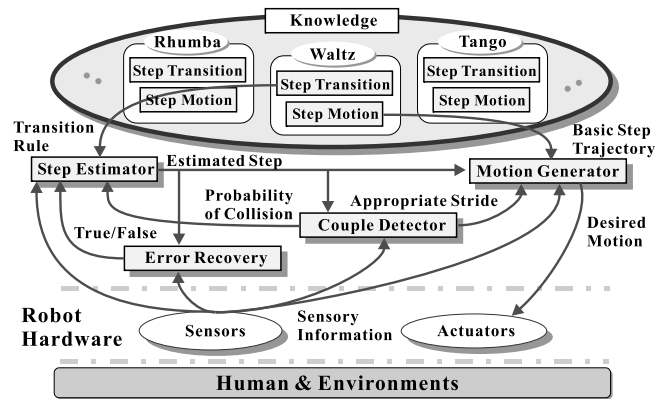 Knowledge
Rhumba
Waltz
Tango
Step Transition
Step Motion
Step Transition
Step Motion
Step Transition
Step Motion
Transition
Rule
Basic Step
Trajectory
Step Estimator
Estimated Step
Motion Generator
Probability
of Collision
Appropriate Stride
Couple Detector
True/False
Desired
Motion
Error Recovery
Robot
Hardware
Sensors
Sensory
Information
Actuators
Human & Environments